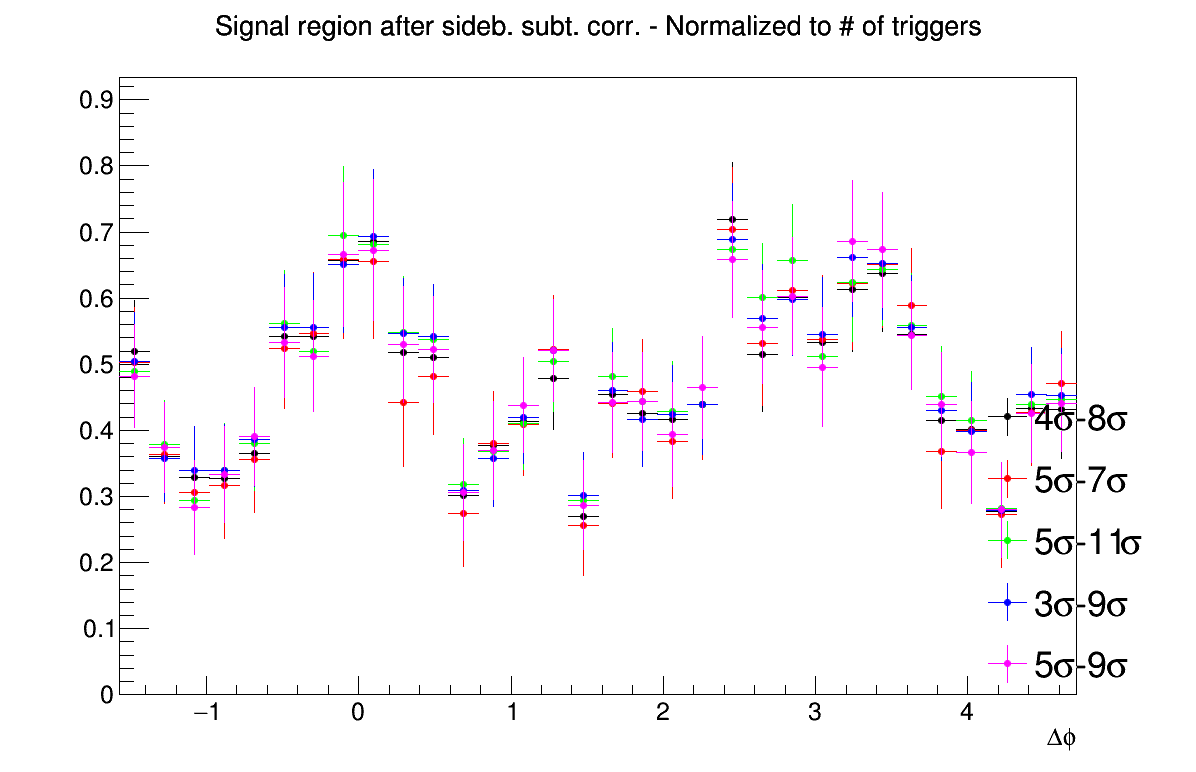 Signal region after sideb. subt. corr. - Normalized to # of triggers
0.9
0.8
0.7
0.6
0.5
0.4
0.3
0.2
0.1
0
4σ-8σ
5σ-7σ
5σ-11σ
3σ-9σ
5σ-9σ
−1 0 1 2 3 4
Δϕ